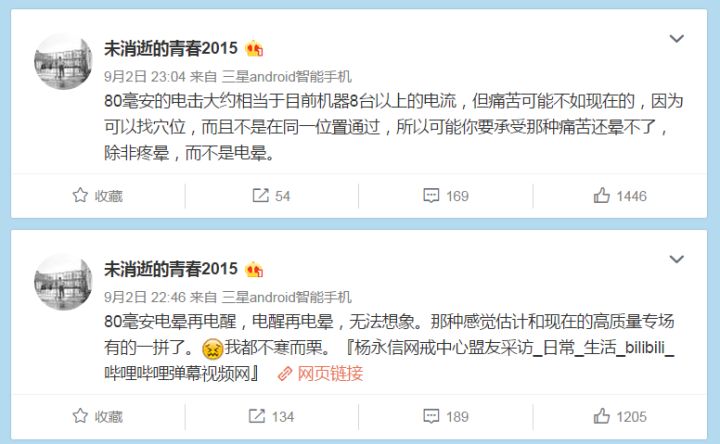 未消逝的青春2015
9月2日 23:04 来自 三星android智能手机
80毫安的电击大约相当于目前机器8台以上的电流，但痛苦可能不如现在的，因为
可以找穴位，而且不是在同一位置通过，所以可能你要承受那种痛苦还晕不了，
除非疼晕，而不是电晕。
收藏 54 169 1446
未消逝的青春2015
9月2日 22:46 来自 三星android智能手机
80毫安电晕再电醒，电醒再电晕，无法想象。那种感觉估计和现在的高质量专场
有的一拼了。我都不寒而栗。『杨永信网戒中心盟友采访_日常_生活_bilibili_
哔哩哔哩弹幕视频网』 网页链接
收藏 134 189 1205